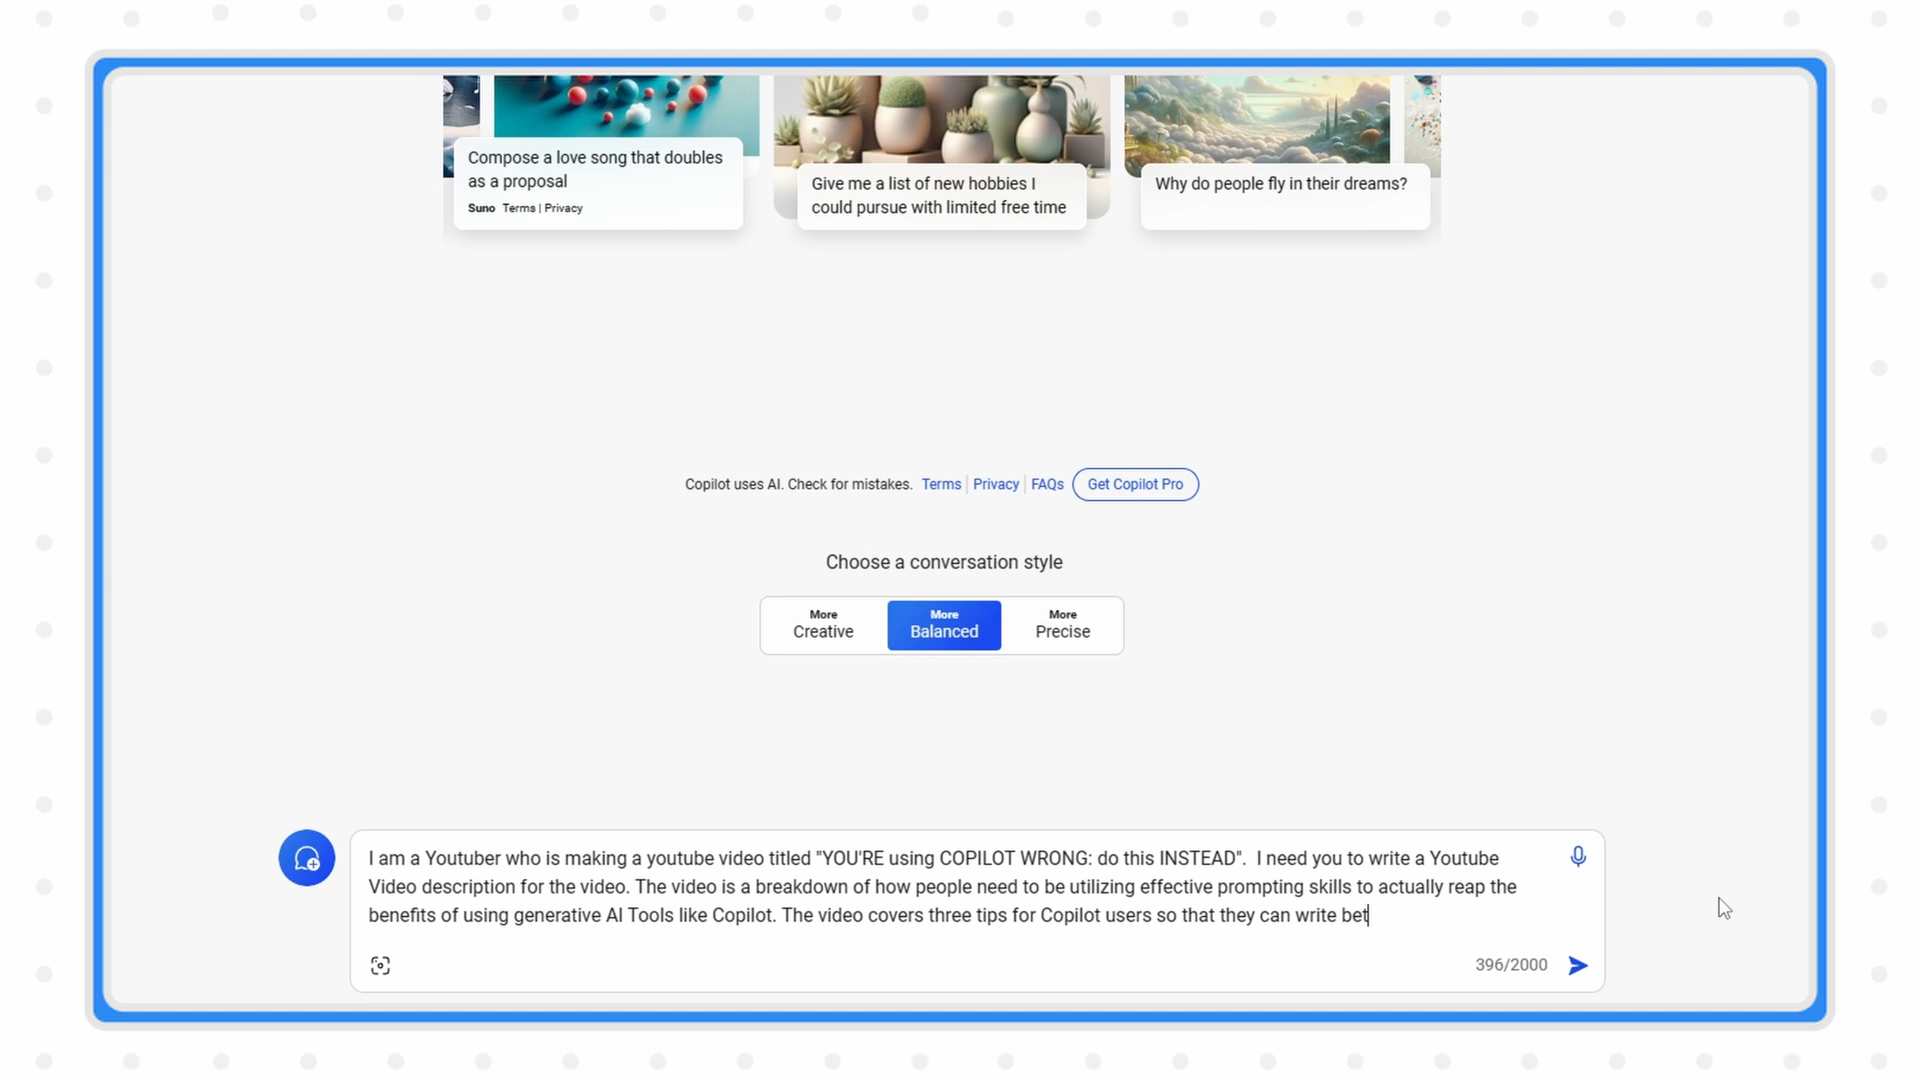 Compose a love song that doubles
as a proposal
Suno Terms | Privacy
Give me a list of new hobbies I
could pursue with limited free time
Why do people fly in their dreams?
Copilot uses AI. Check for mistakes. Terms | Privacy | FAQs Get Copilot Pro
Choose a conversation style
More Creative
More Balanced
More Precise
I am a Youtuber who is making a youtube video titled "YOU'RE using COPILOT WRONG: do this INSTEAD".  I need you to write a Youtube
Video description for the video. The video is a breakdown of how people need to be utilizing effective prompting skills to actually reap the
benefits of using generative AI Tools like Copilot. The video covers three tips for Copilot users so that they can write bet
396/2000